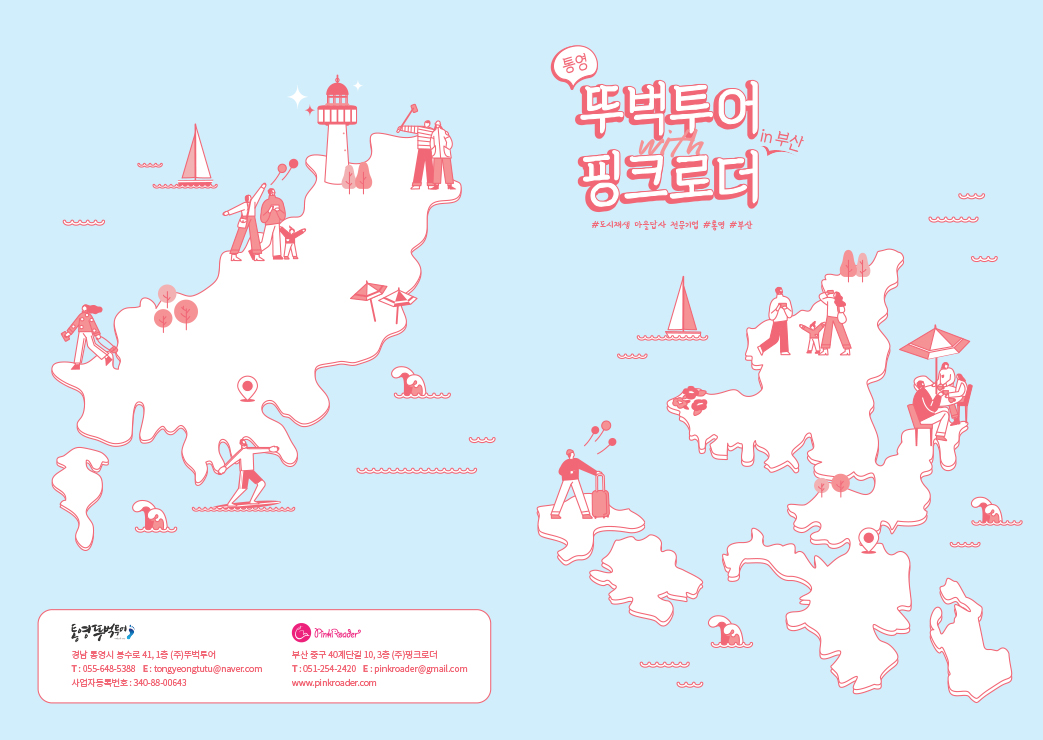 통영
뚜벅투어
with
in 부산
핑크로더
#도시재생 마을답사 전문기업 #통영 #부산
통영뚜벅투어
경남 통영시 봉수로 41, 1층 (주)뚜벅투어
T : 055-648-5388 E : tongyeongtutu@naver.com
사업자등록번호 : 340-88-00643
PinkRoader
부산 중구 40계단길 10, 3층 (주)핑크로더
T : 051-254-2420 E : pinkroader@gmail.com
www.pinkroader.com